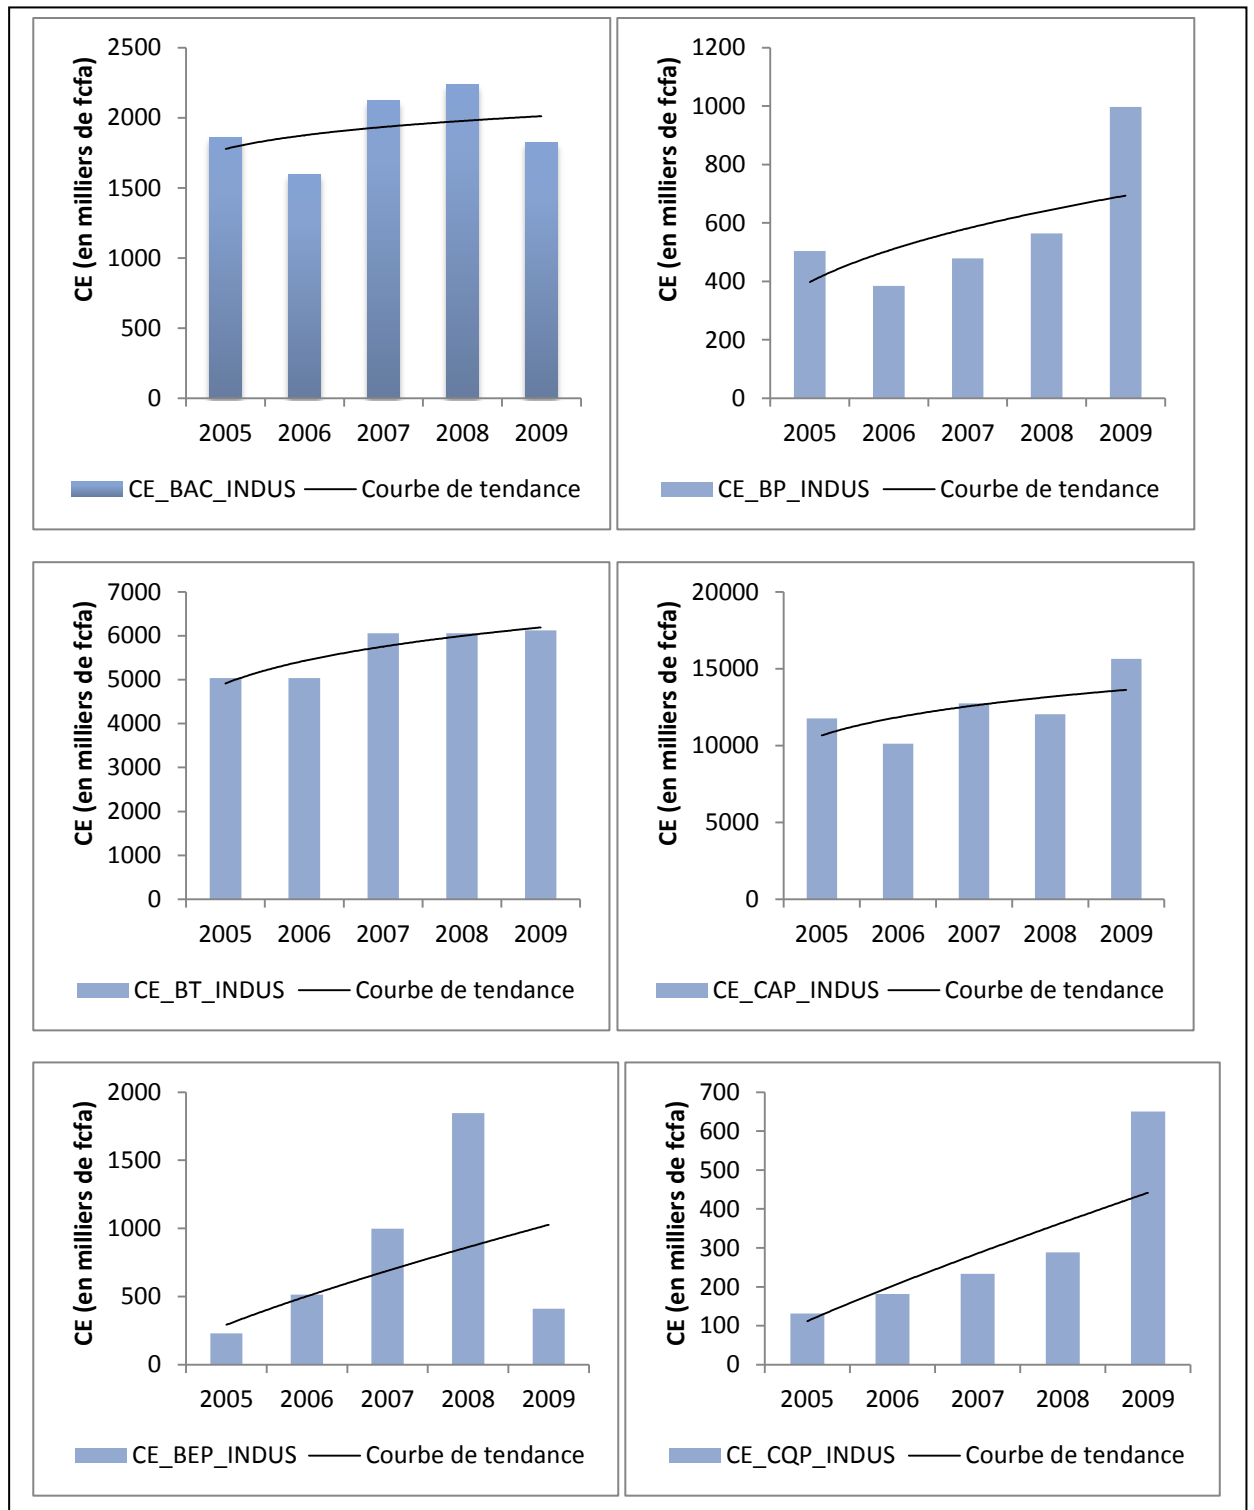 CE (en milliers de fcfa)
2500
2000
1500
1000
500
0
2005 2006 2007 2008 2009
CE_BAC_INDUS Courbe de tendance
CE (en milliers de fcfa)
1200
1000
800
600
400
200
0
2005 2006 2007 2008 2009
CE_BP_INDUS Courbe de tendance
CE (en milliers de fcfa)
7000
6000
5000
4000
3000
2000
1000
0
2005 2006 2007 2008 2009
CE_BT_INDUS Courbe de tendance
CE (en milliers de fcfa)
20000
15000
10000
5000
0
2005 2006 2007 2008 2009
CE_CAP_INDUS Courbe de tendance
CE (en milliers de fcfa)
2000
1500
1000
500
0
2005 2006 2007 2008 2009
CE_BEP_INDUS Courbe de tendance
CE (en milliers de fcfa)
700
600
500
400
300
200
100
0
2005 2006 2007 2008 2009
CE_CQP_INDUS Courbe de tendance